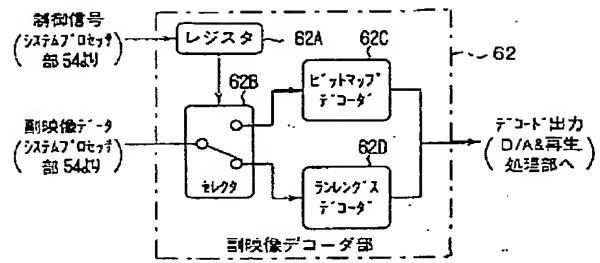 制御信号
(システムプロセッサ
部54より)
レジスタ
62A
62B
62C
62
ビットマップ
デコーダ
副映像データ
(システムプロセッサ
部54より)
セレクタ
62D
ランレングス
デコーダ
デコード出力
(D/A&再生
処理部へ)
副映像デコーダ部